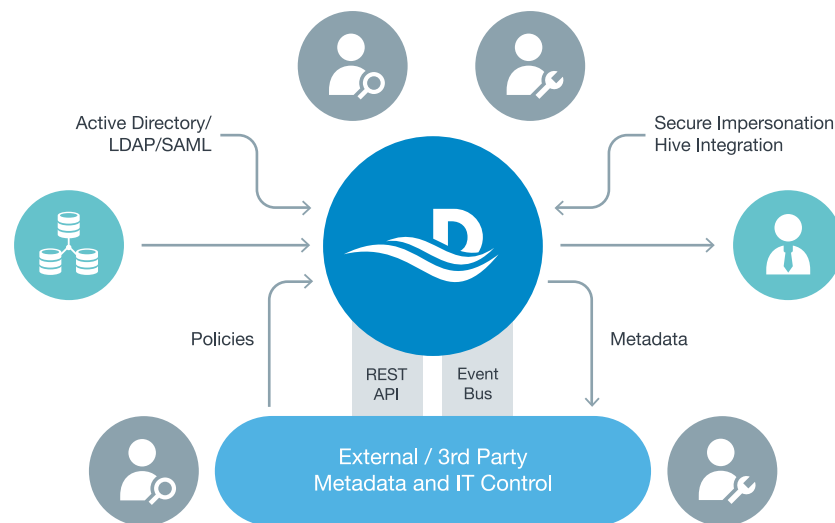 Active Directory/
LDAP/SAML
Secure Impersonation
Hive Integration
D
Policies
Metadata
REST
API
Event
Bus
External / 3rd Party
Metadata and IT Control